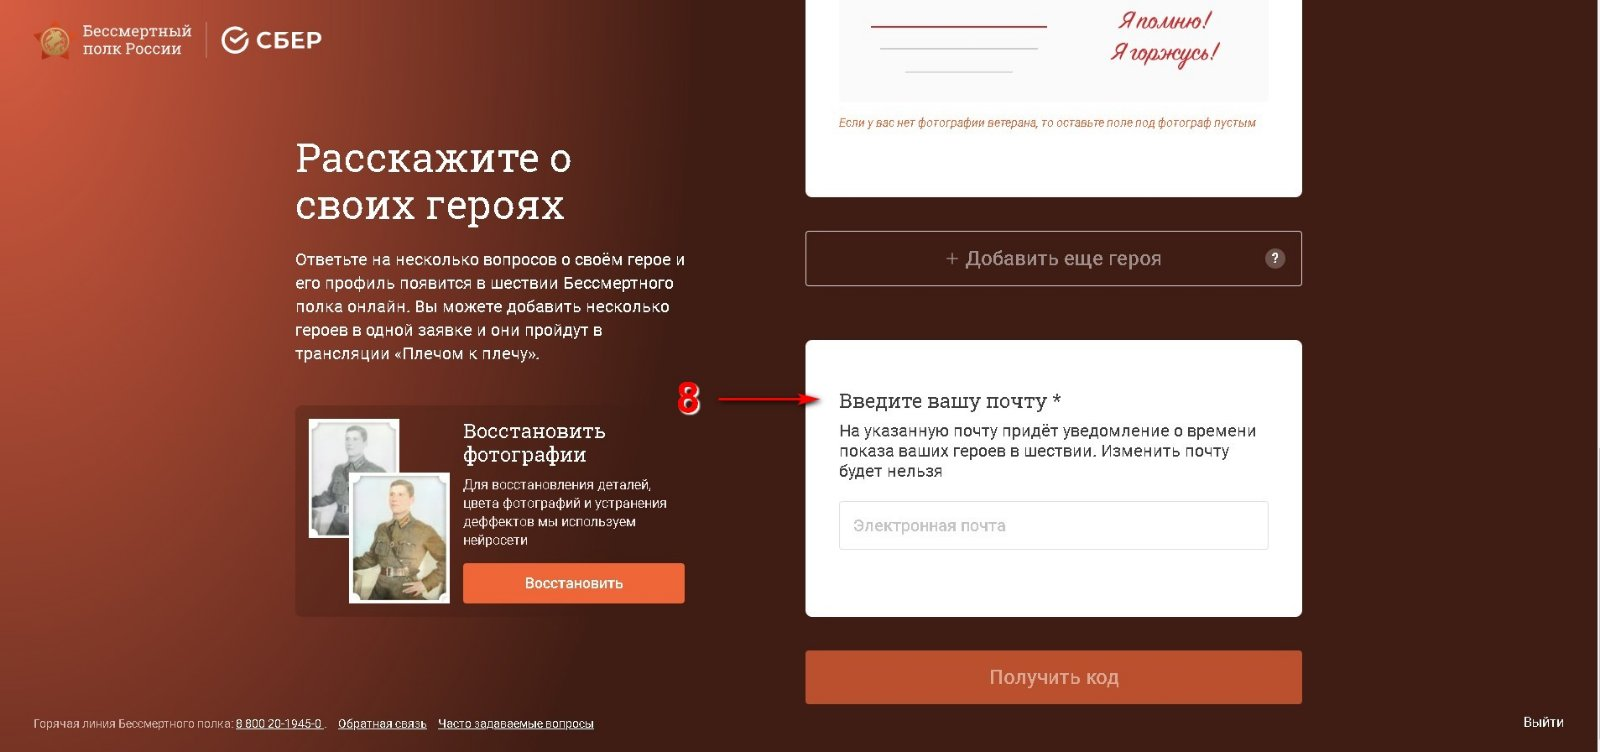 Бессмертный
полк России
СБЕР
Расскажите о
своих героях
Ответьте на несколько вопросов о своём герое и
его профиль появится в шествии Бессмертного
полка онлайн. Вы можете добавить несколько
героев в одной заявке и они пройдут в
трансляции «Плечом к плечу».
Восстановить
фотографии
Для восстановления деталей,
цвета фотографий и устранения
деффектов мы используем
нейросети
Восстановить
Я помню!
Я горжусь!
Если у вас нет фотографии ветерана, то оставьте поле под фотограф пустым
+ Добавить еще героя
?
8
Введите вашу почту *
На указанную почту придёт уведомление о времени
показа ваших героев в шествии. Изменить почту
будет нельзя
Электронная почта
Получить код
Горячая линия Бессмертного полка: 8 800 20-1945-0 . Обратная связь Часто задаваемые вопросы
Выйти